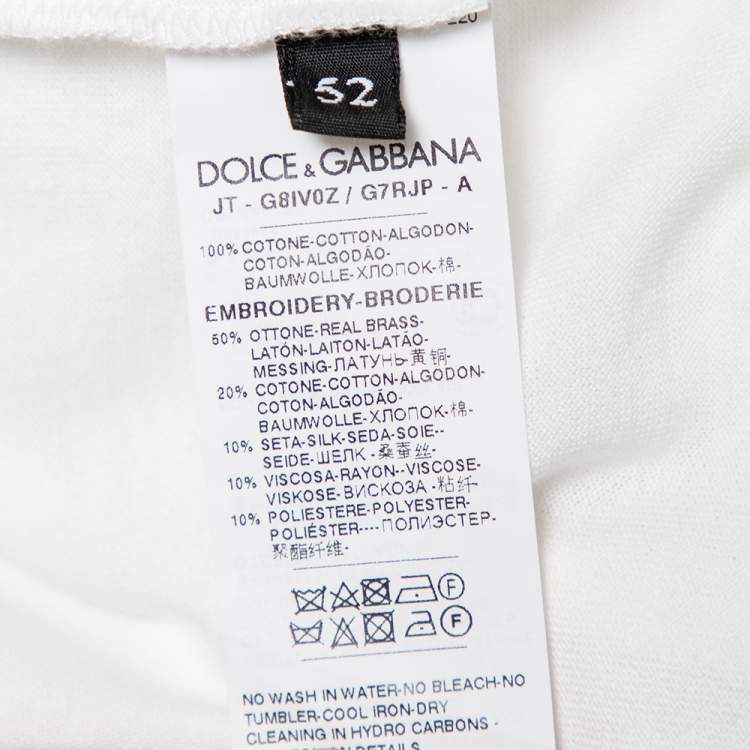 220
52
DOLCE & GABBANA
JT - G8IV0Z / G7RJP - A
100% COTONE-COTTON-ALGODON-
COTON-ALGODÃO-
BAUMWOLLE-ХЛОПОК-棉-
EMBROIDERY-BRODERIE
50% OTTONE-REAL BRASS-
LATÓN-LAITON-LATÃO-
MESSING-ЛАТУНЬ-黄铜-
20% COTONE-COTTON-ALGODON-
COTON-ALGODÃO-
BAUMWOLLE-ХЛОПОК-棉-
10% SETA-SILK-SEDA-SOIE--
SEIDE-ШЕЛК -桑蚕丝-
10% VISCOSA-RAYON--VISCOSE-
VISKOSE-ВИСКОЗА -粘纤-
10% POLIESTERE-POLYESTER-
POLIÉSTER----ПОЛИЭСТЕР-
聚酯纤维-
F
F
NO WASH IN WATER-NO BLEACH-NO
TUMBLER-COOL IRON-DRY
CLEANING IN HYDRO CARBONS -
DETAILS